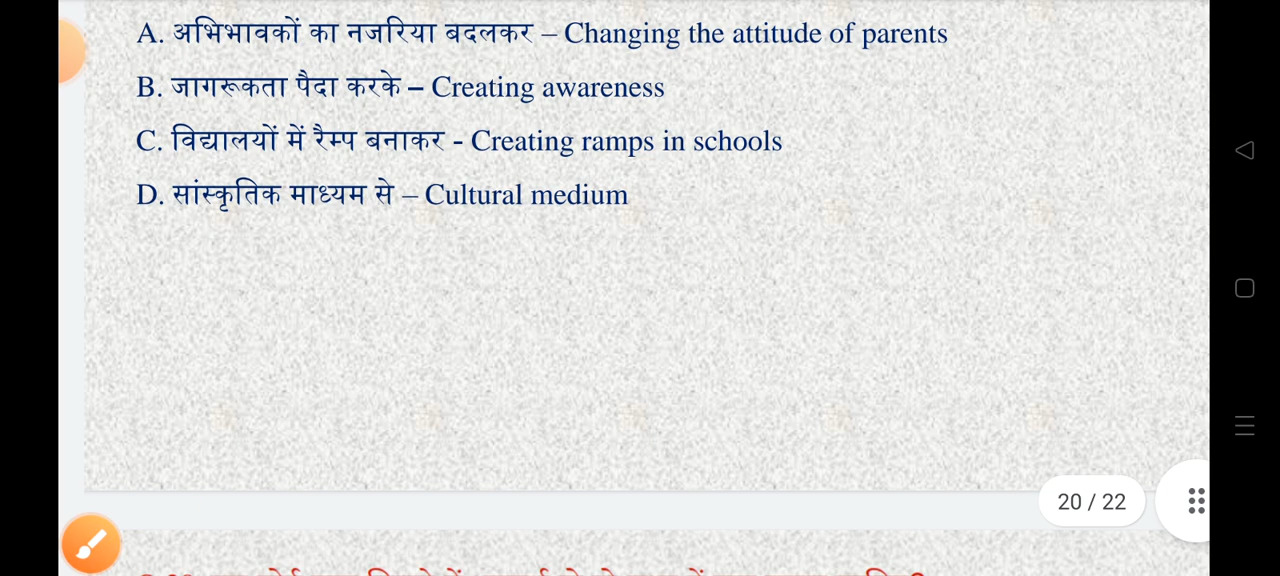 A. अभिभावकों का नजरिया बदलकर – Changing the attitude of parents
B. जागरूकता पैदा करके – Creating awareness
C. विद्यालयों में रैम्प बनाकर - Creating ramps in schools
D. सांस्कृतिक माध्यम से – Cultural medium
20 / 22